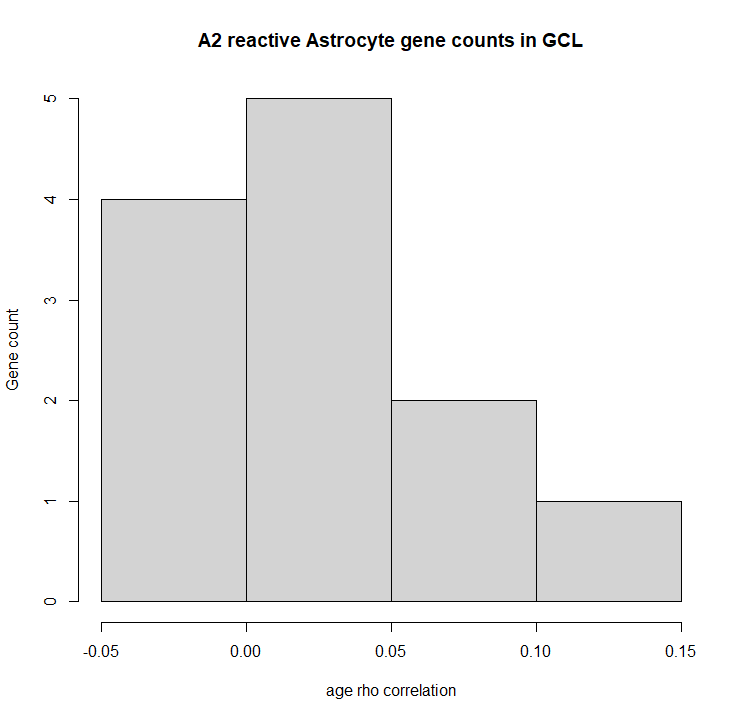 A2 reactive Astrocyte gene counts in GCL
5
4
3
2
1
0
Gene count
-0.05 0.00 0.05 0.10 0.15
age rho correlation